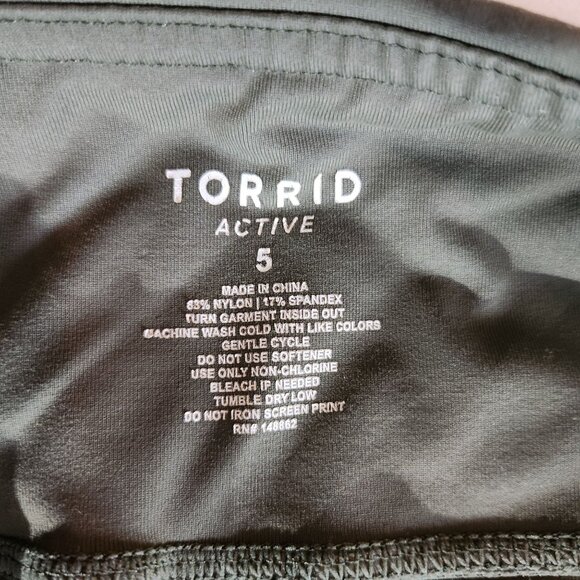 TORRID
ACTIVE
5
MADE IN CHINA
83% NYLON | 17% SPANDEX
TURN GARMENT INSIDE OUT
MACHINE WASH COLD WITH LIKE COLORS
GENTLE CYCLE
DO NOT USE SOFTENER
USE ONLY NON-CHLORINE
BLEACH IF NEEDED
TUMBLE DRY LOW
DO NOT IRON SCREEN PRINT
RN# 148662